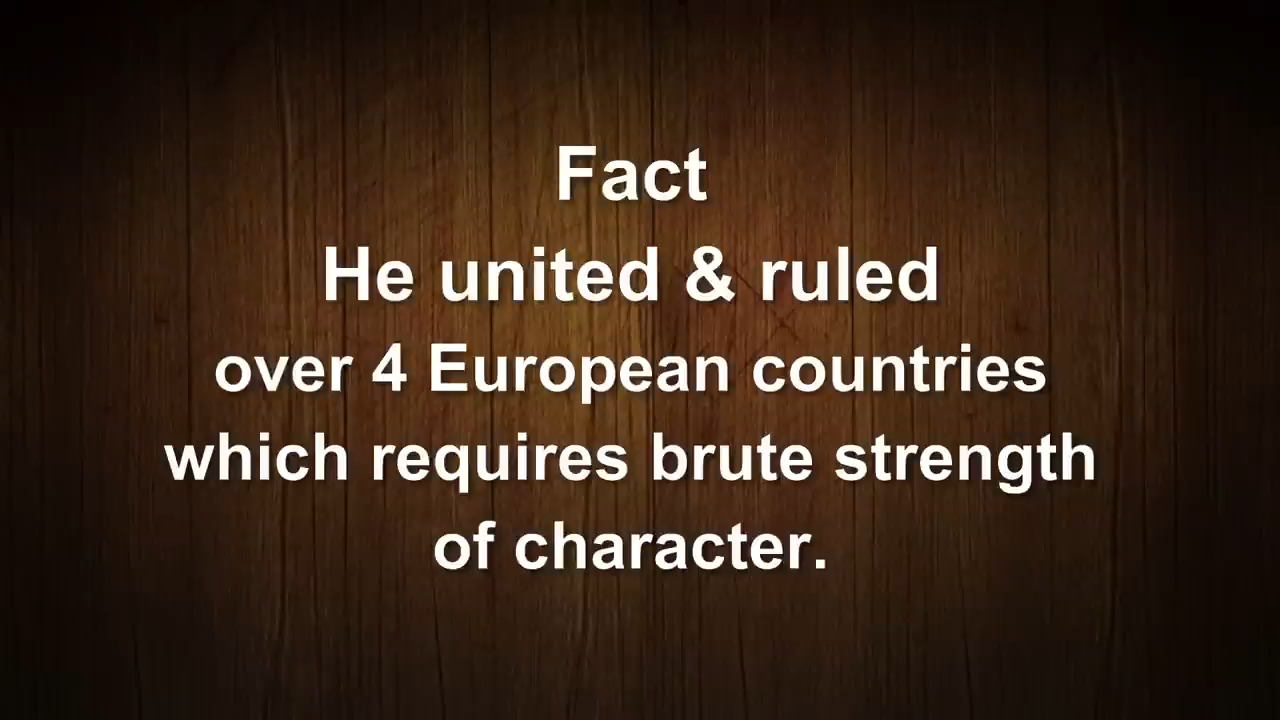 Fact
He united & ruled
over 4 European countries
which requires brute strength
of character.